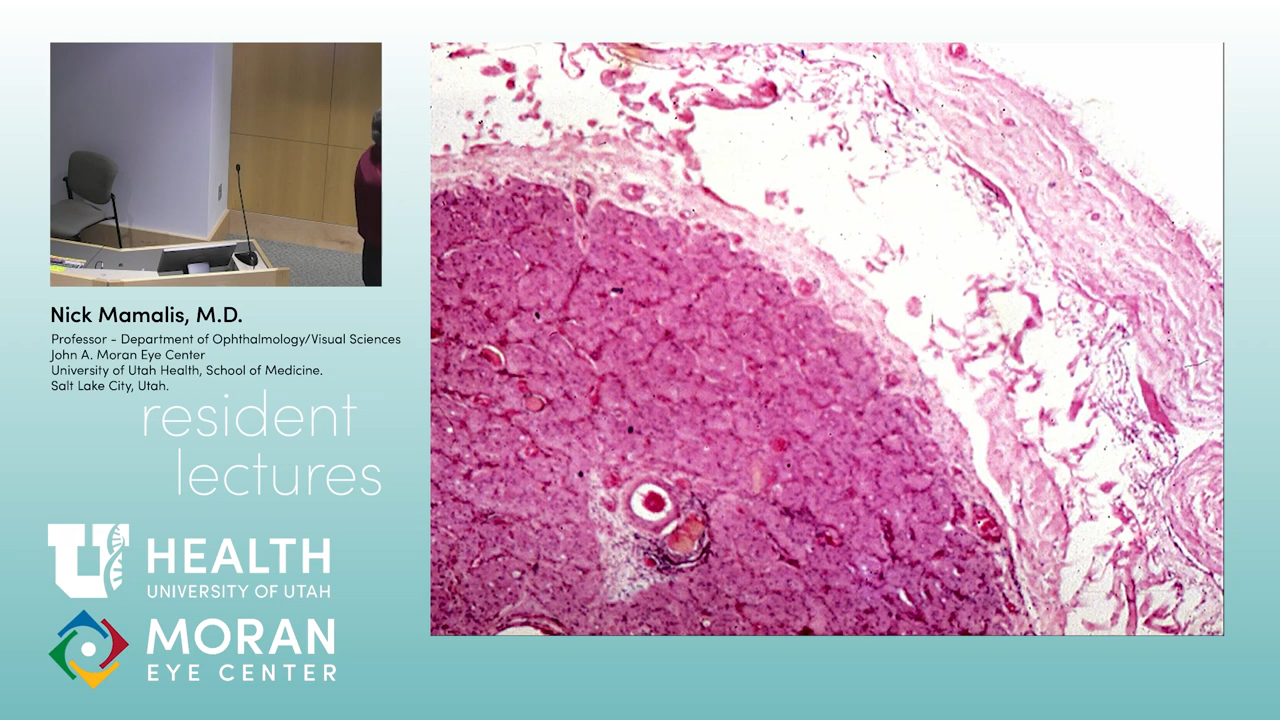 Nick Mamalis, M.D.
Professor - Department of Ophthalmology/Visual Sciences
John A. Moran Eye Center
University of Utah Health, School of Medicine.
Salt Lake City, Utah.
resident
lectures
U HEALTH
UNIVERSITY OF UTAH
MORAN
EYE CENTER